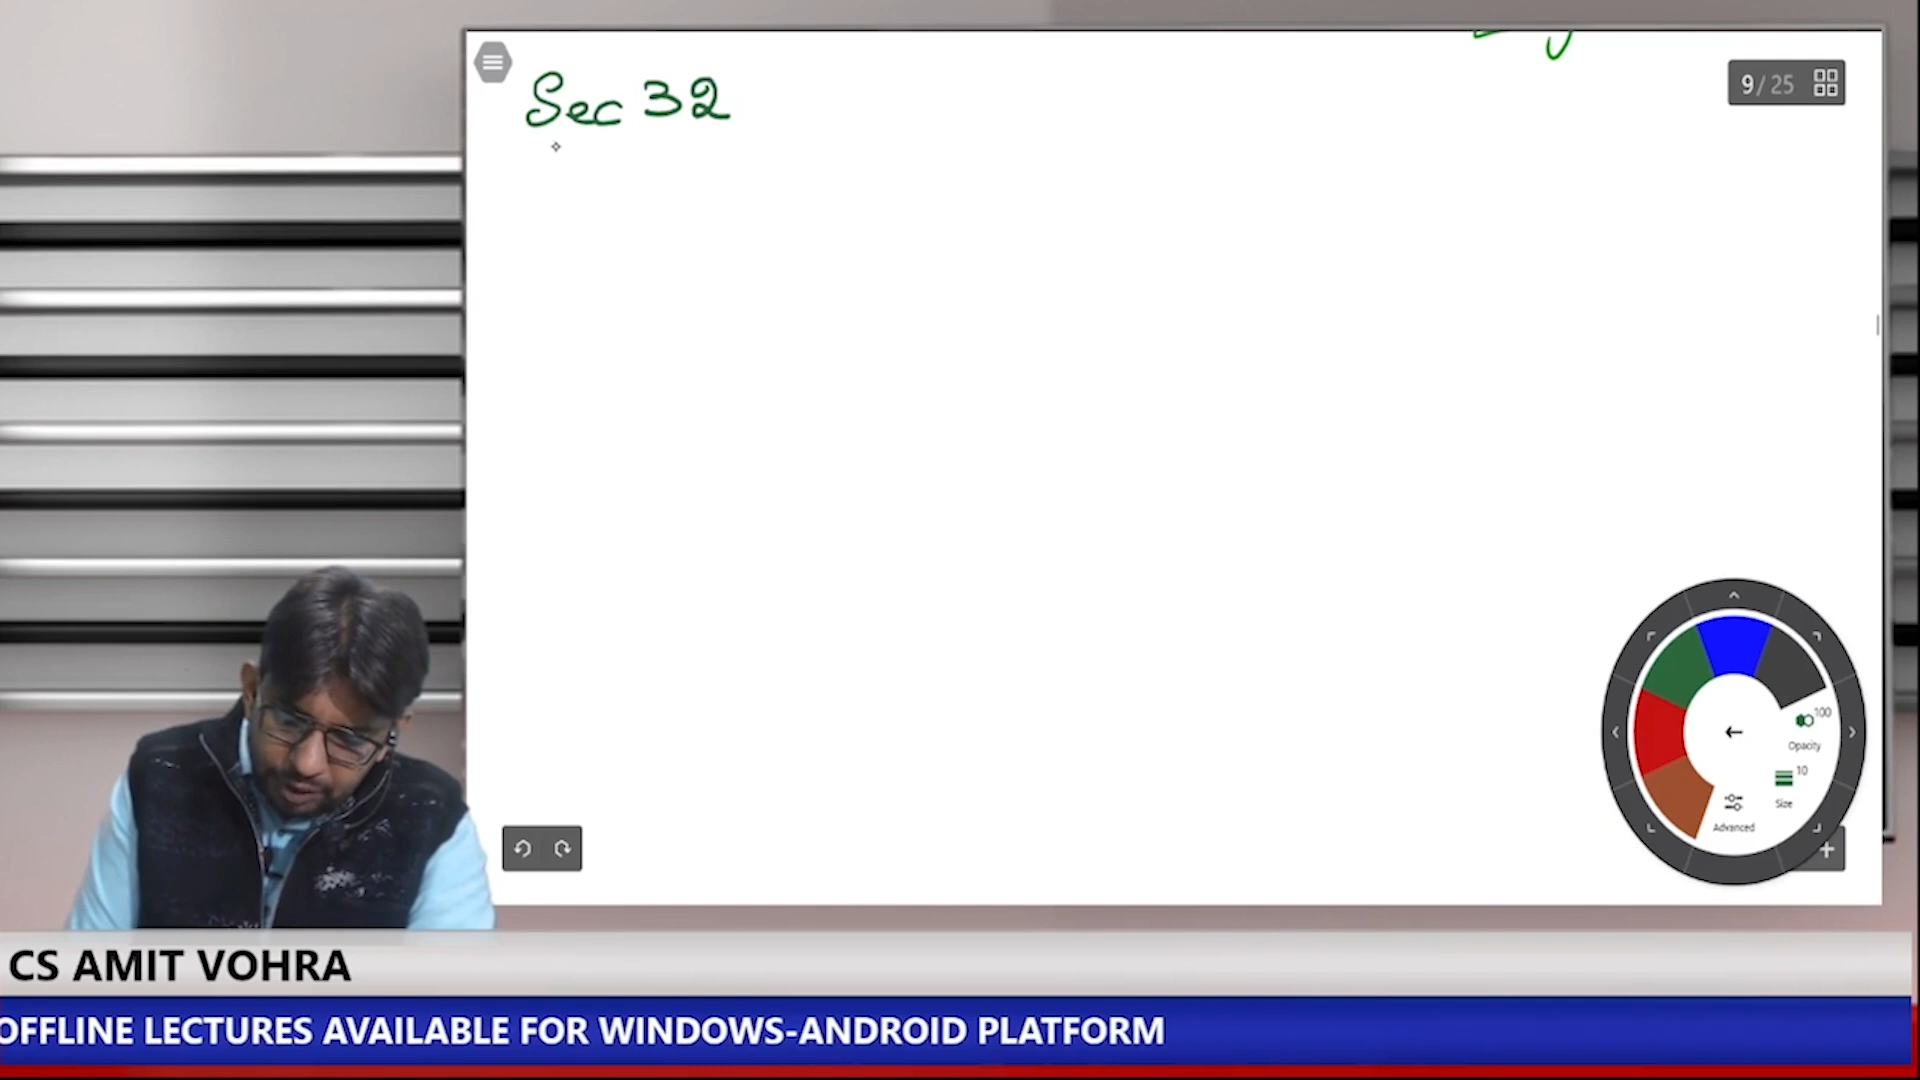 Sec 32
9/25
100
Opacity
10
Size
Advanced
CS AMIT VOHRA
OFFLINE LECTURES AVAILABLE FOR WINDOWS-ANDROID PLATFORM